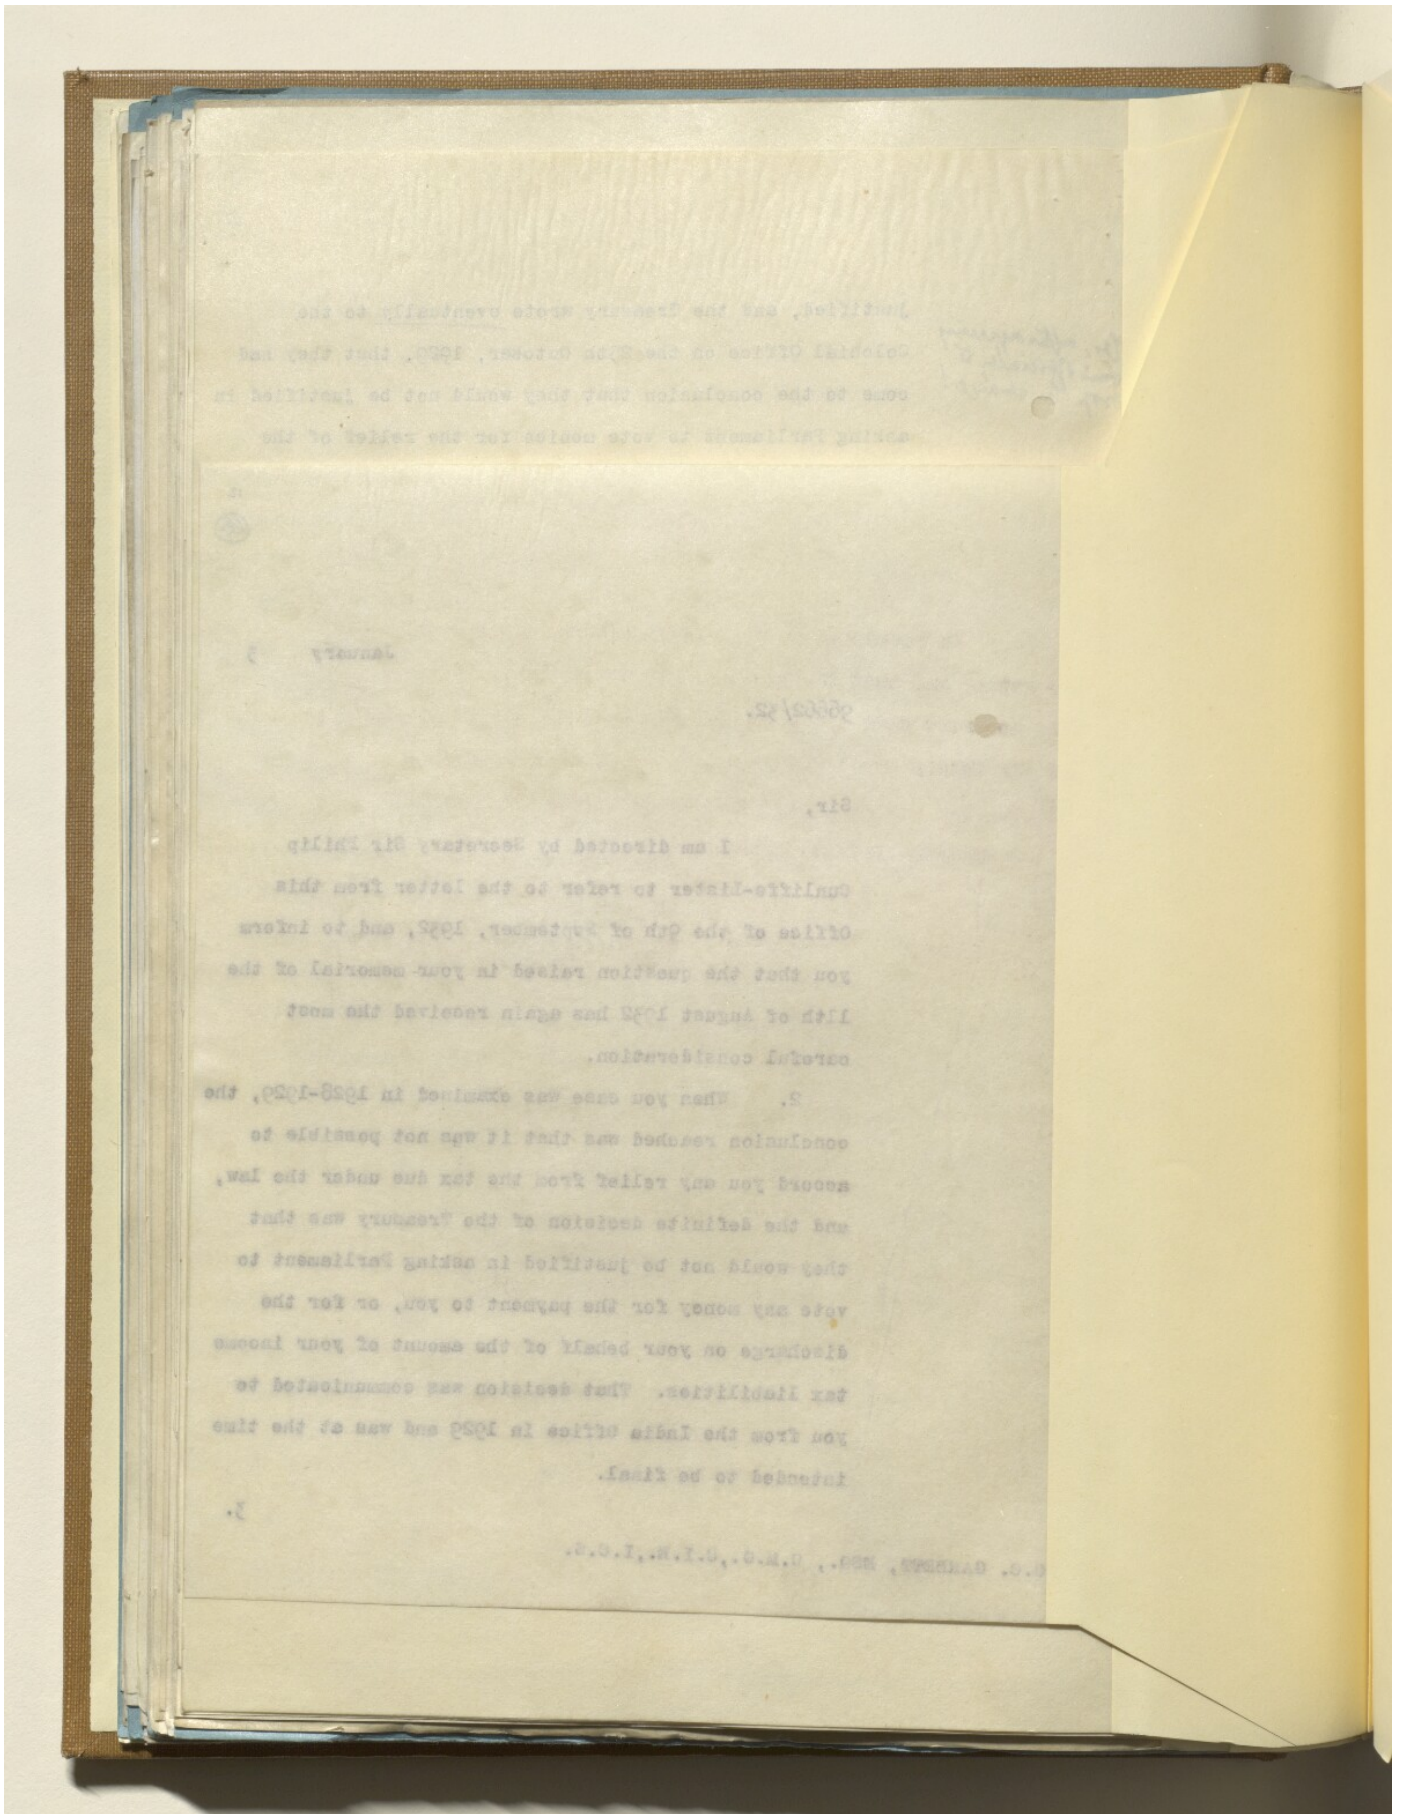 justified, and the Treasury wrote eventually to the
Colonial Office on the 25th October, 1929, that they had
come to the conclusion that they would not be justified in
asking Parliament to vote monies for the relief of the
January 3
96662/32.
Sir,
I am directed by Secretary Sir Philip
Cunliffe-Lister to refer to the letter from this
Office of the 9th of September, 1932, and to inform
you that the question raised in your memorial of the
11th of August 1932 has again received the most
careful consideration.
2. When you case was examined in 1928-1929, the
conclusion reached was that it was not possible to
accord you any relief from the tax due under the law,
and the definite decision of the Treasury was that
they would not be justified in asking Parliament to
vote any money for the payment to you, or for the
discharge on your behalf of the amount of your income
tax liabilities. That decision was communicated to
you from the India Office in 1929 and was at the time
intended to be final.
3.
C.C. GARBETT, ESQ., C.M.G.,C.I.E.,I.C.S.